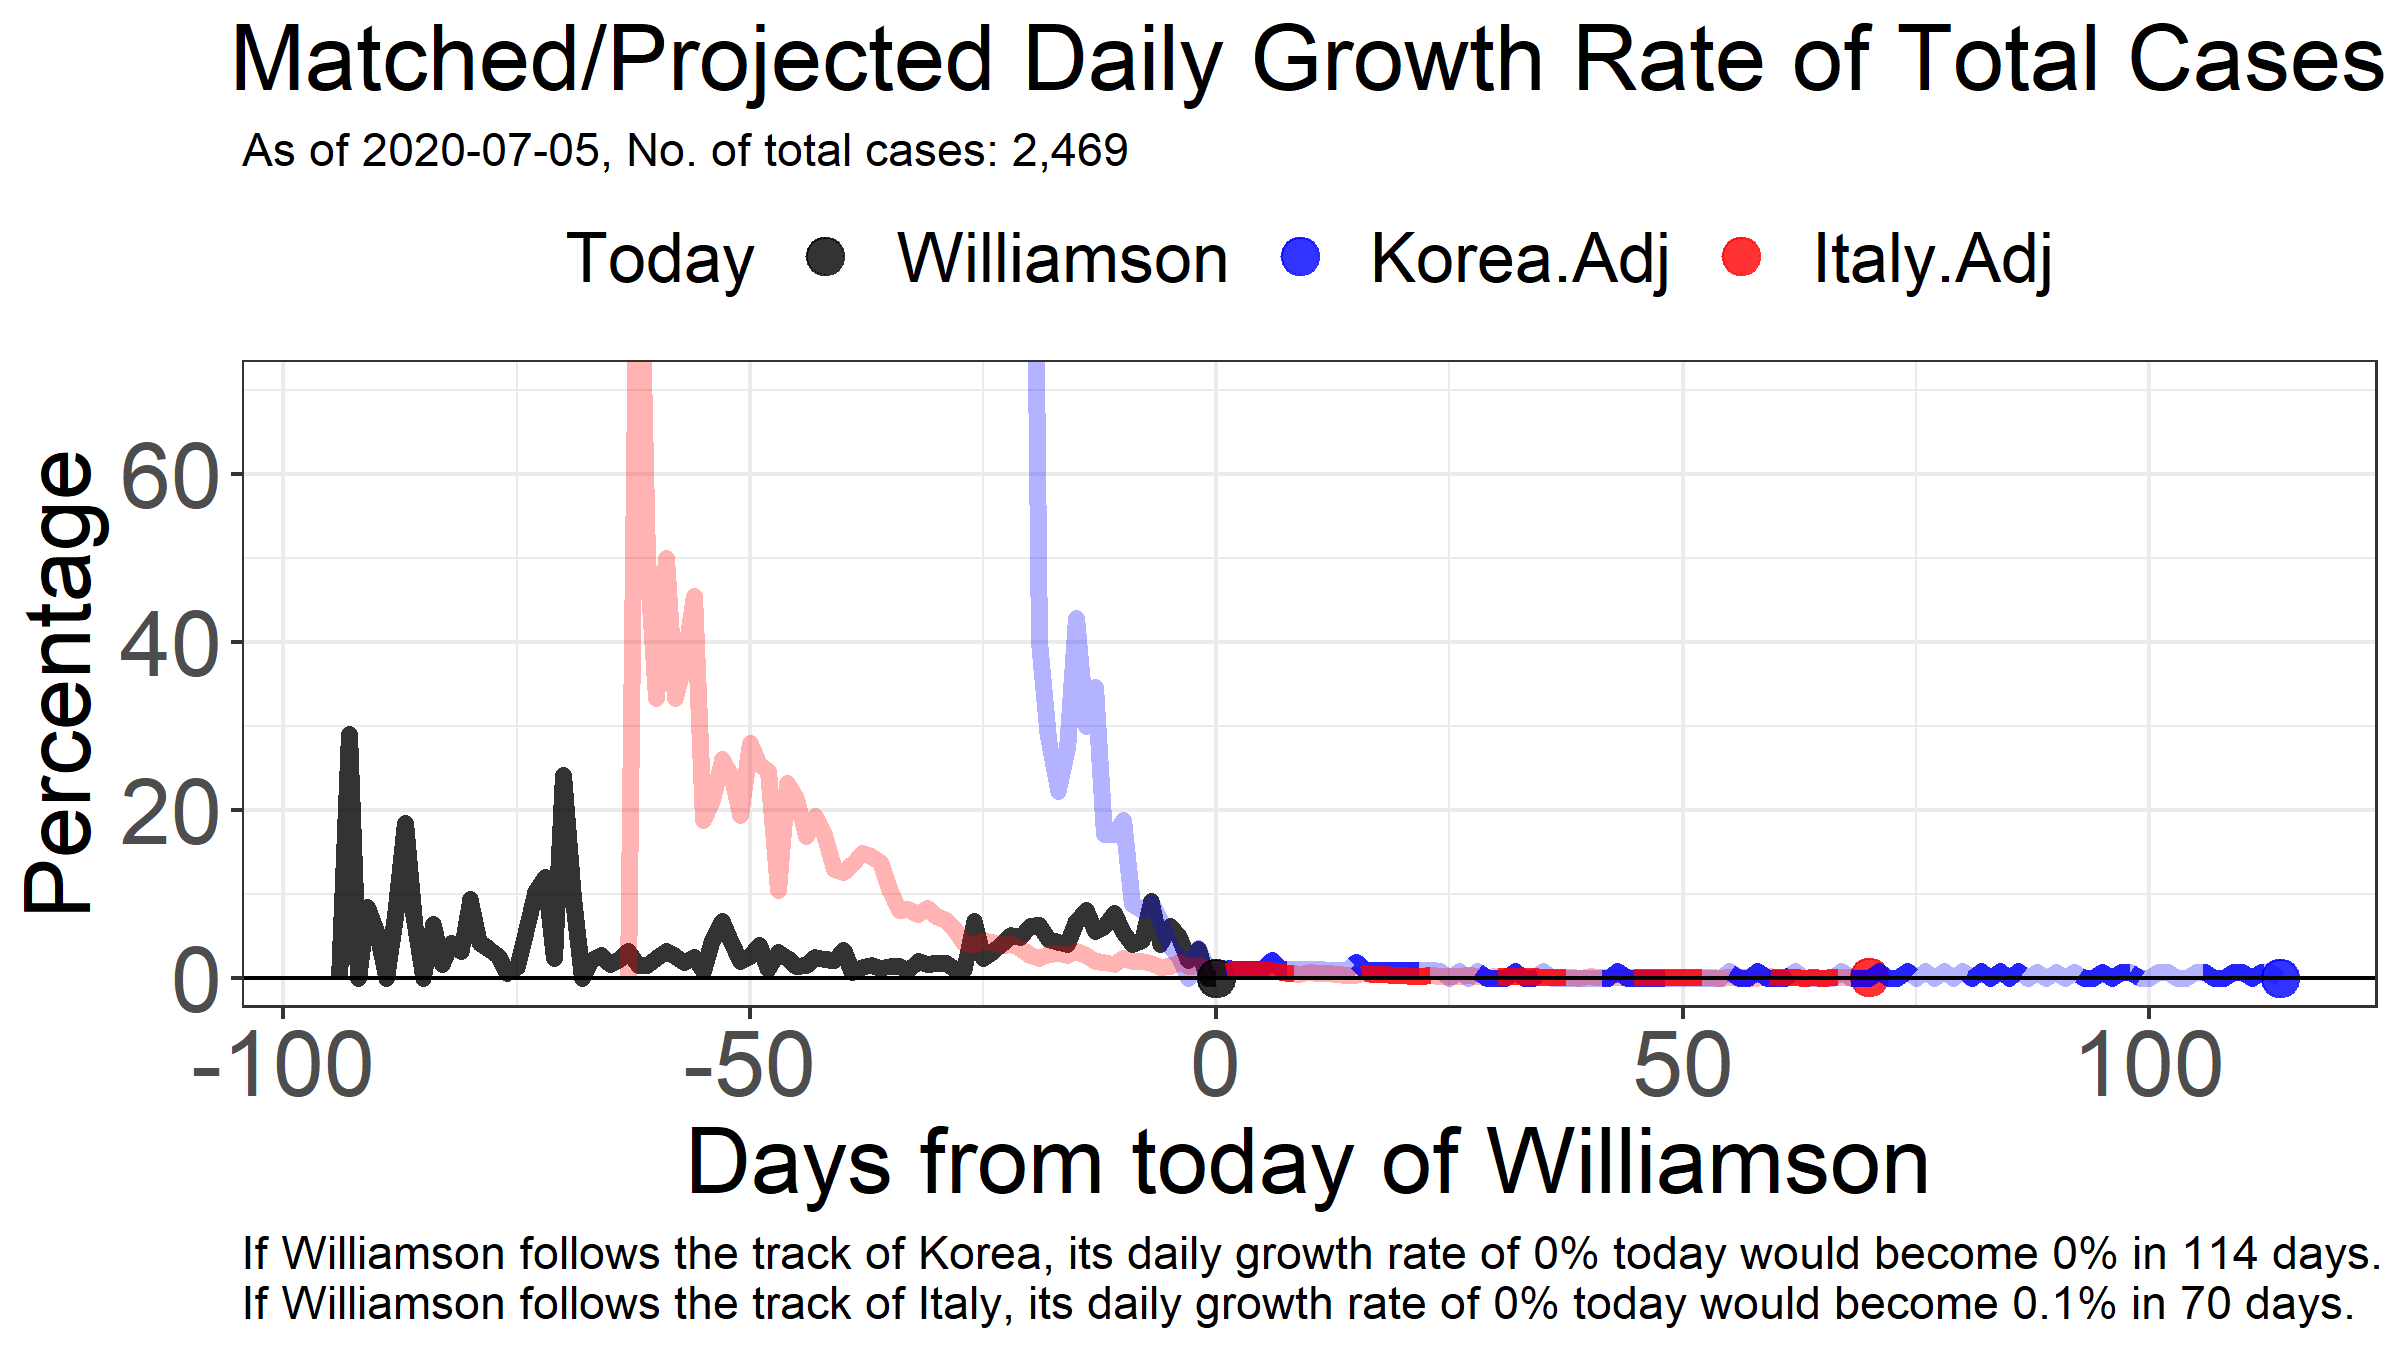 Matched/Projected Daily Growth Rate of Total Cases
As of 2020-07-05, No. of total cases: 2,469
Today Williamson Korea.Adj Italy.Adj
Percentage
60
40
20
0
-100 -50 0 50 100
Days from today of Williamson
If Williamson follows the track of Korea, its daily growth rate of 0% today would become 0% in 114 days.
If Williamson follows the track of Italy, its daily growth rate of 0% today would become 0.1% in 70 days.